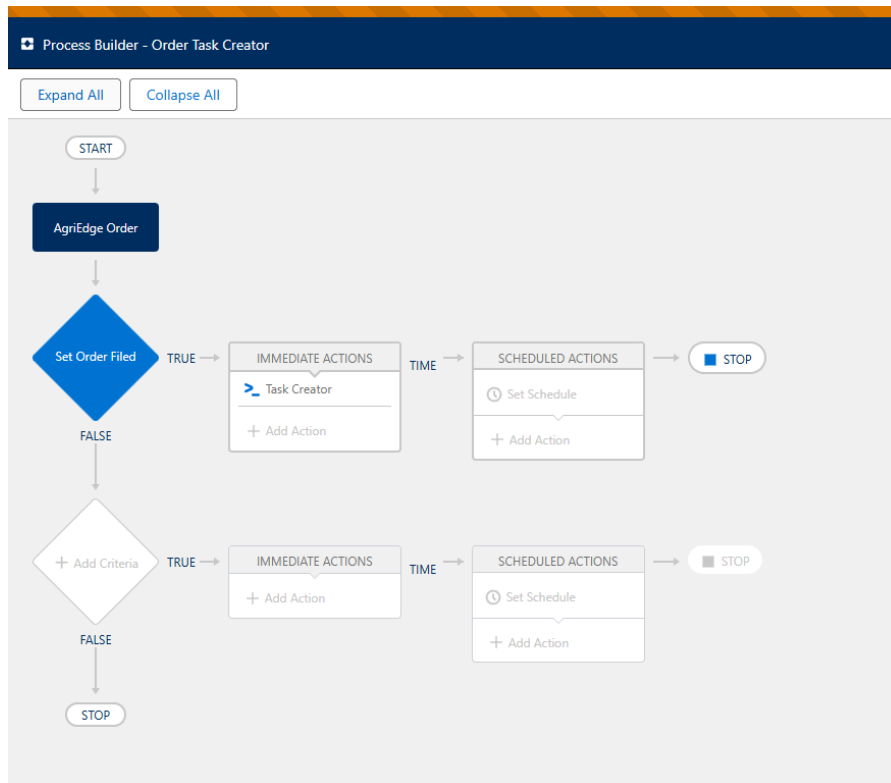 Process Builder - Order Task Creator
Expand All
Collapse All
START
AgriEdge Order
Set Order Filed
TRUE
IMMEDIATE ACTIONS
Task Creator
+ Add Action
TIME
SCHEDULED ACTIONS
Set Schedule
+ Add Action
STOP
FALSE
+ Add Criteria
TRUE
IMMEDIATE ACTIONS
+ Add Action
TIME
SCHEDULED ACTIONS
Set Schedule
+ Add Action
STOP
FALSE
STOP